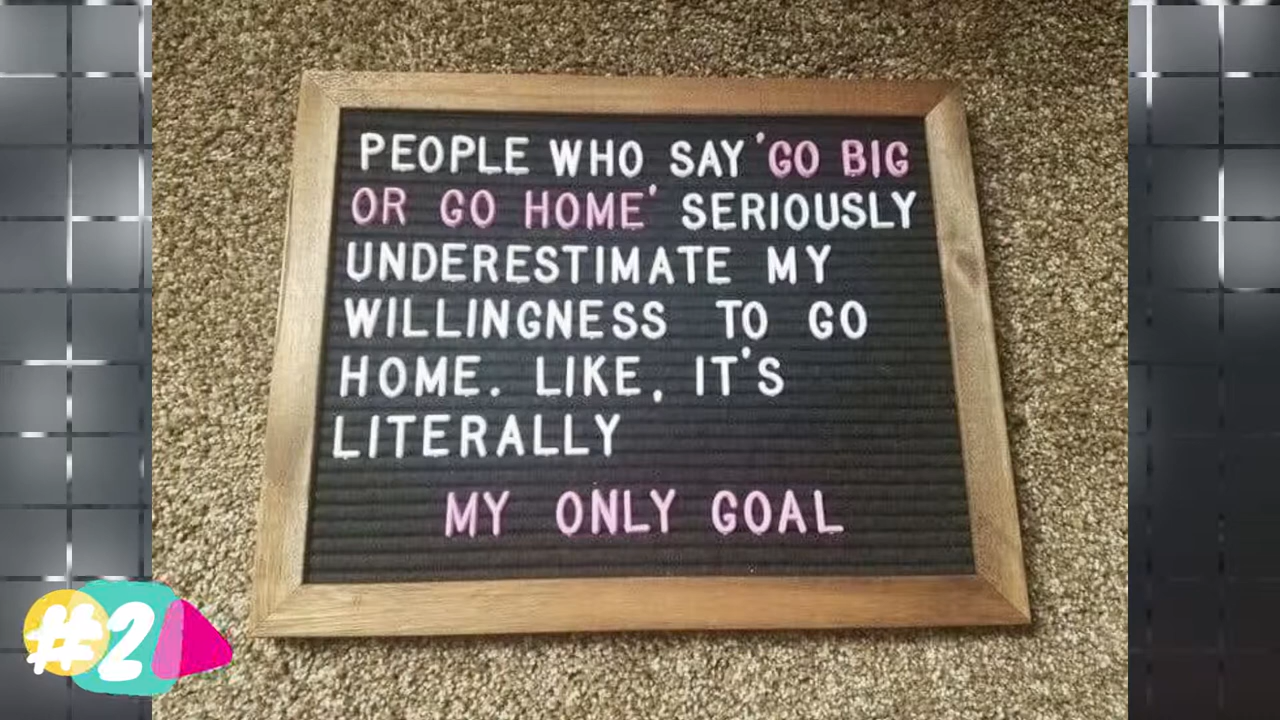 PEOPLE WHO SAY 'GO BIG
OR GO HOME' SERIOUSLY
UNDERESTIMATE MY
WILLINGNESS TO GO
HOME. LIKE, IT'S
LITERALLY
MY ONLY GOAL
#2